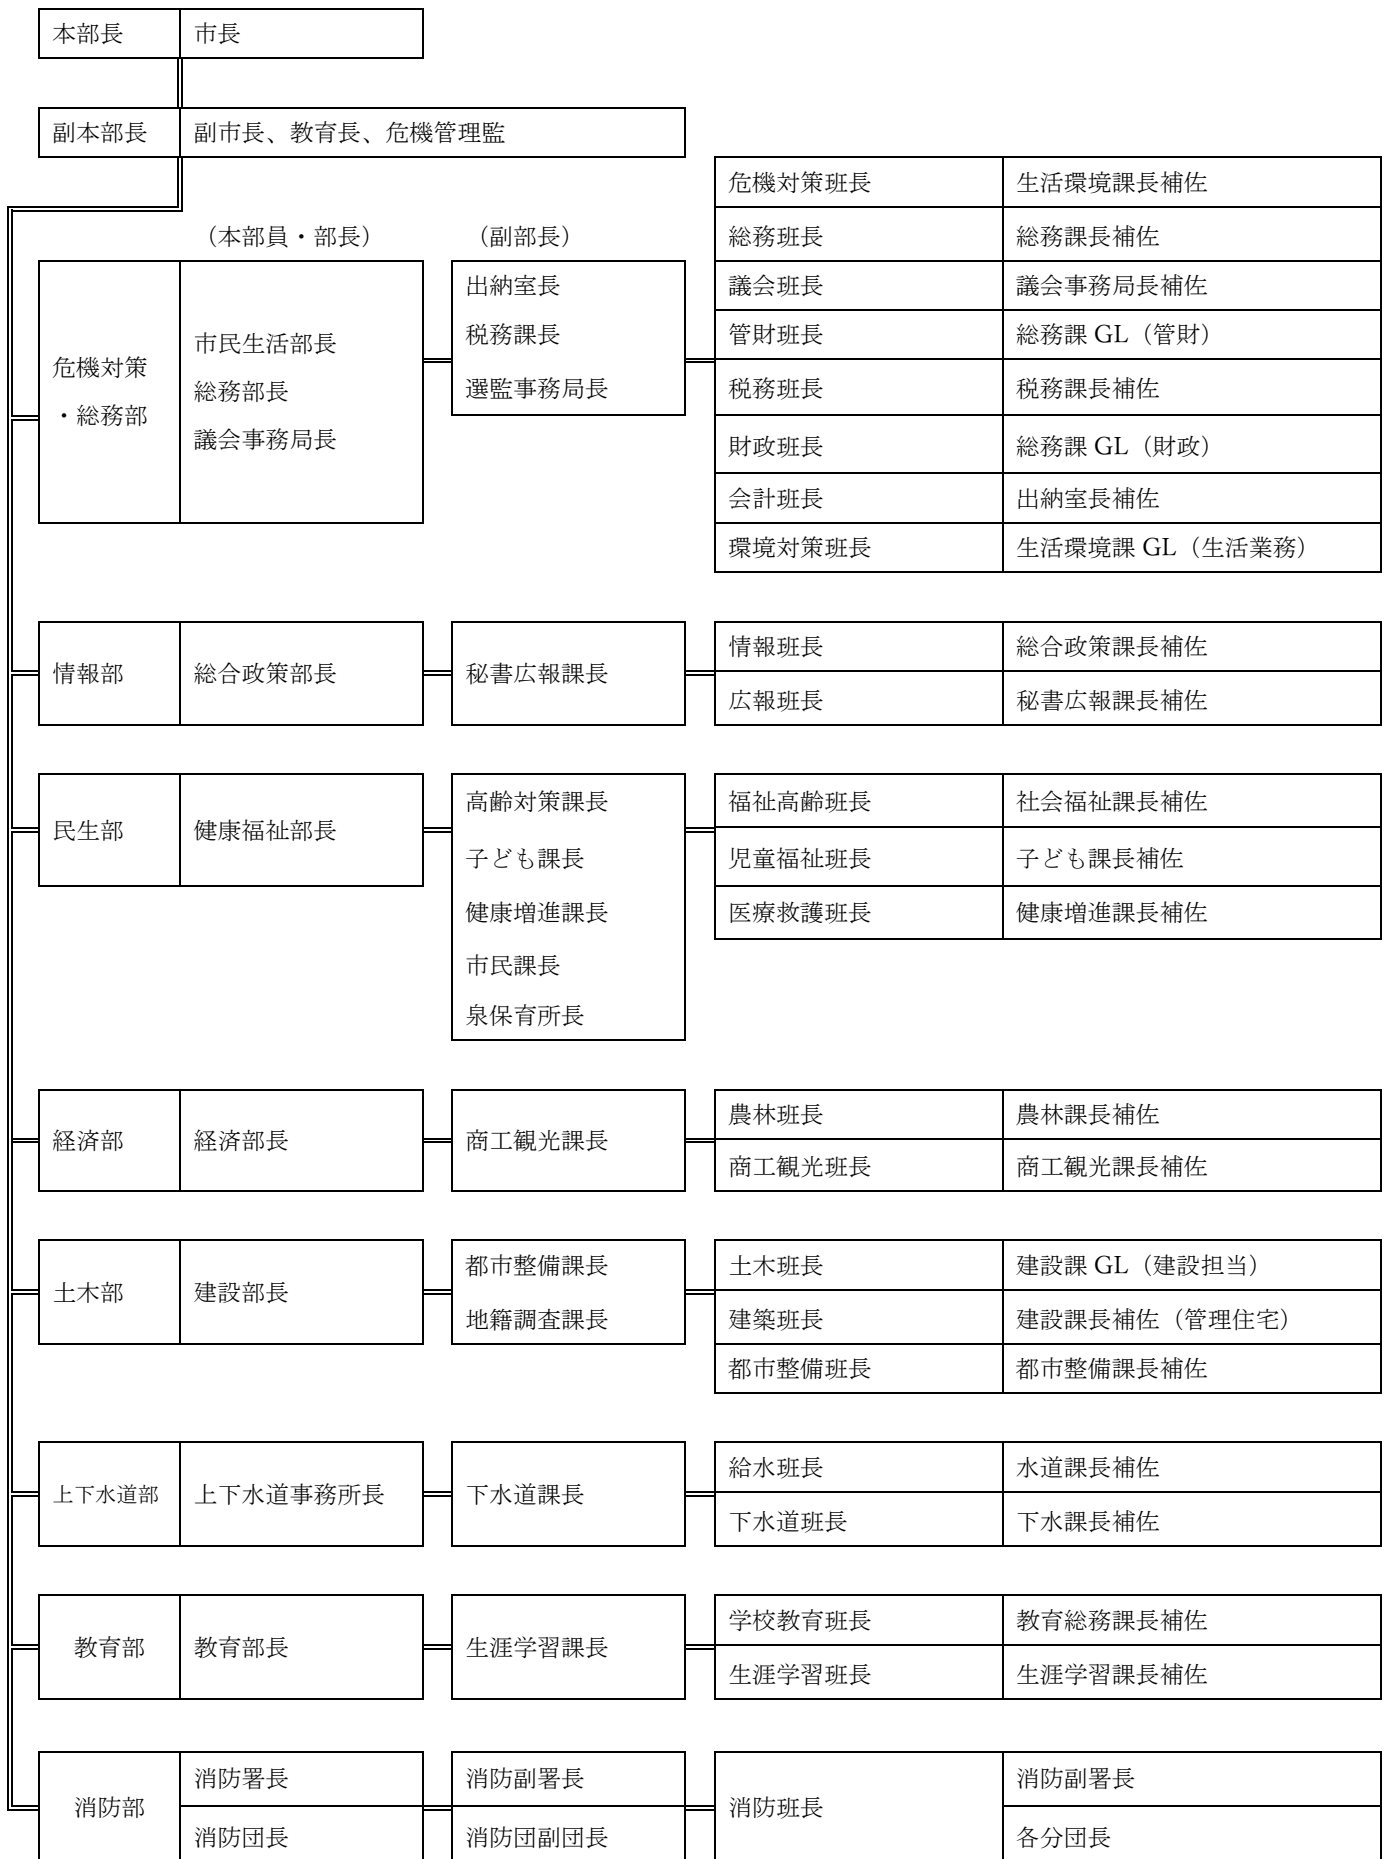 本部長 市長
副本部長 副市長、教育長、危機管理監
（本部員・部長） （副部長）
危機対策
・総務部
市民生活部長
総務部長
議会事務局長
出納室長
税務課長
選監事務局長
危機対策班長 生活環境課長補佐
総務班長 総務課長補佐
議会班長 議会事務局長補佐
管財班長 総務課 GL（管財）
税務班長 税務課長補佐
財政班長 総務課 GL（財政）
会計班長 出納室長補佐
環境対策班長 生活環境課 GL（生活業務）
情報部 総合政策部長 秘書広報課長
情報班長 総合政策課長補佐
広報班長 秘書広報課長補佐
民生部 健康福祉部長
高齢対策課長
子ども課長
健康増進課長
市民課長
泉保育所長
福祉高齢班長 社会福祉課長補佐
児童福祉班長 子ども課長補佐
医療救護班長 健康増進課長補佐
経済部 経済部長 商工観光課長
農林班長 農林課長補佐
商工観光班長 商工観光課長補佐
土木部 建設部長
都市整備課長
地籍調査課長
土木班長 建設課 GL（建設担当）
建築班長 建設課長補佐（管理住宅）
都市整備班長 都市整備課長補佐
上下水道部 上下水道事務所長 下水道課長
給水班長 水道課長補佐
下水道班長 下水課長補佐
教育部 教育部長 生涯学習課長
学校教育班長 教育総務課長補佐
生涯学習班長 生涯学習課長補佐
消防部
消防署長
消防団長
消防副署長
消防団副団長
消防班長
消防副署長
各分団長